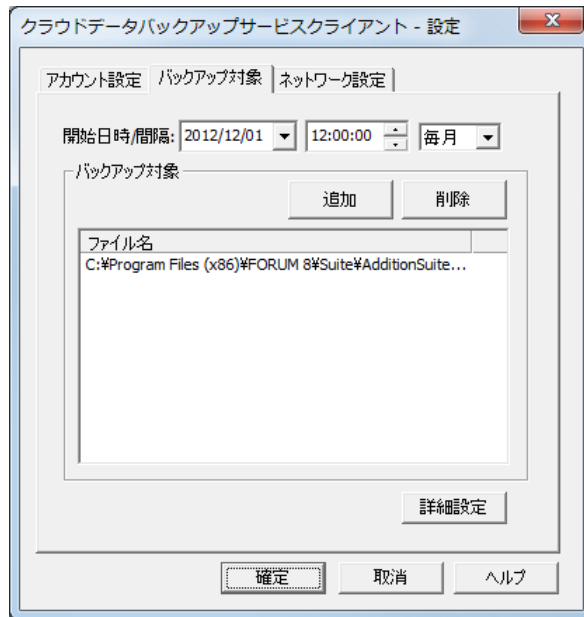 クラウドデータバックアップサービスクライアント - 設定
アカウント設定 バックアップ対象 ネットワーク設定
開始日時/間隔: 2012/12/01 12:00:00 毎月
バックアップ対象
追加 削除
ファイル名
C:¥Program Files (x86)¥FORUM 8¥Suite¥AdditionSuite...
詳細設定
確定 取消 ヘルプ